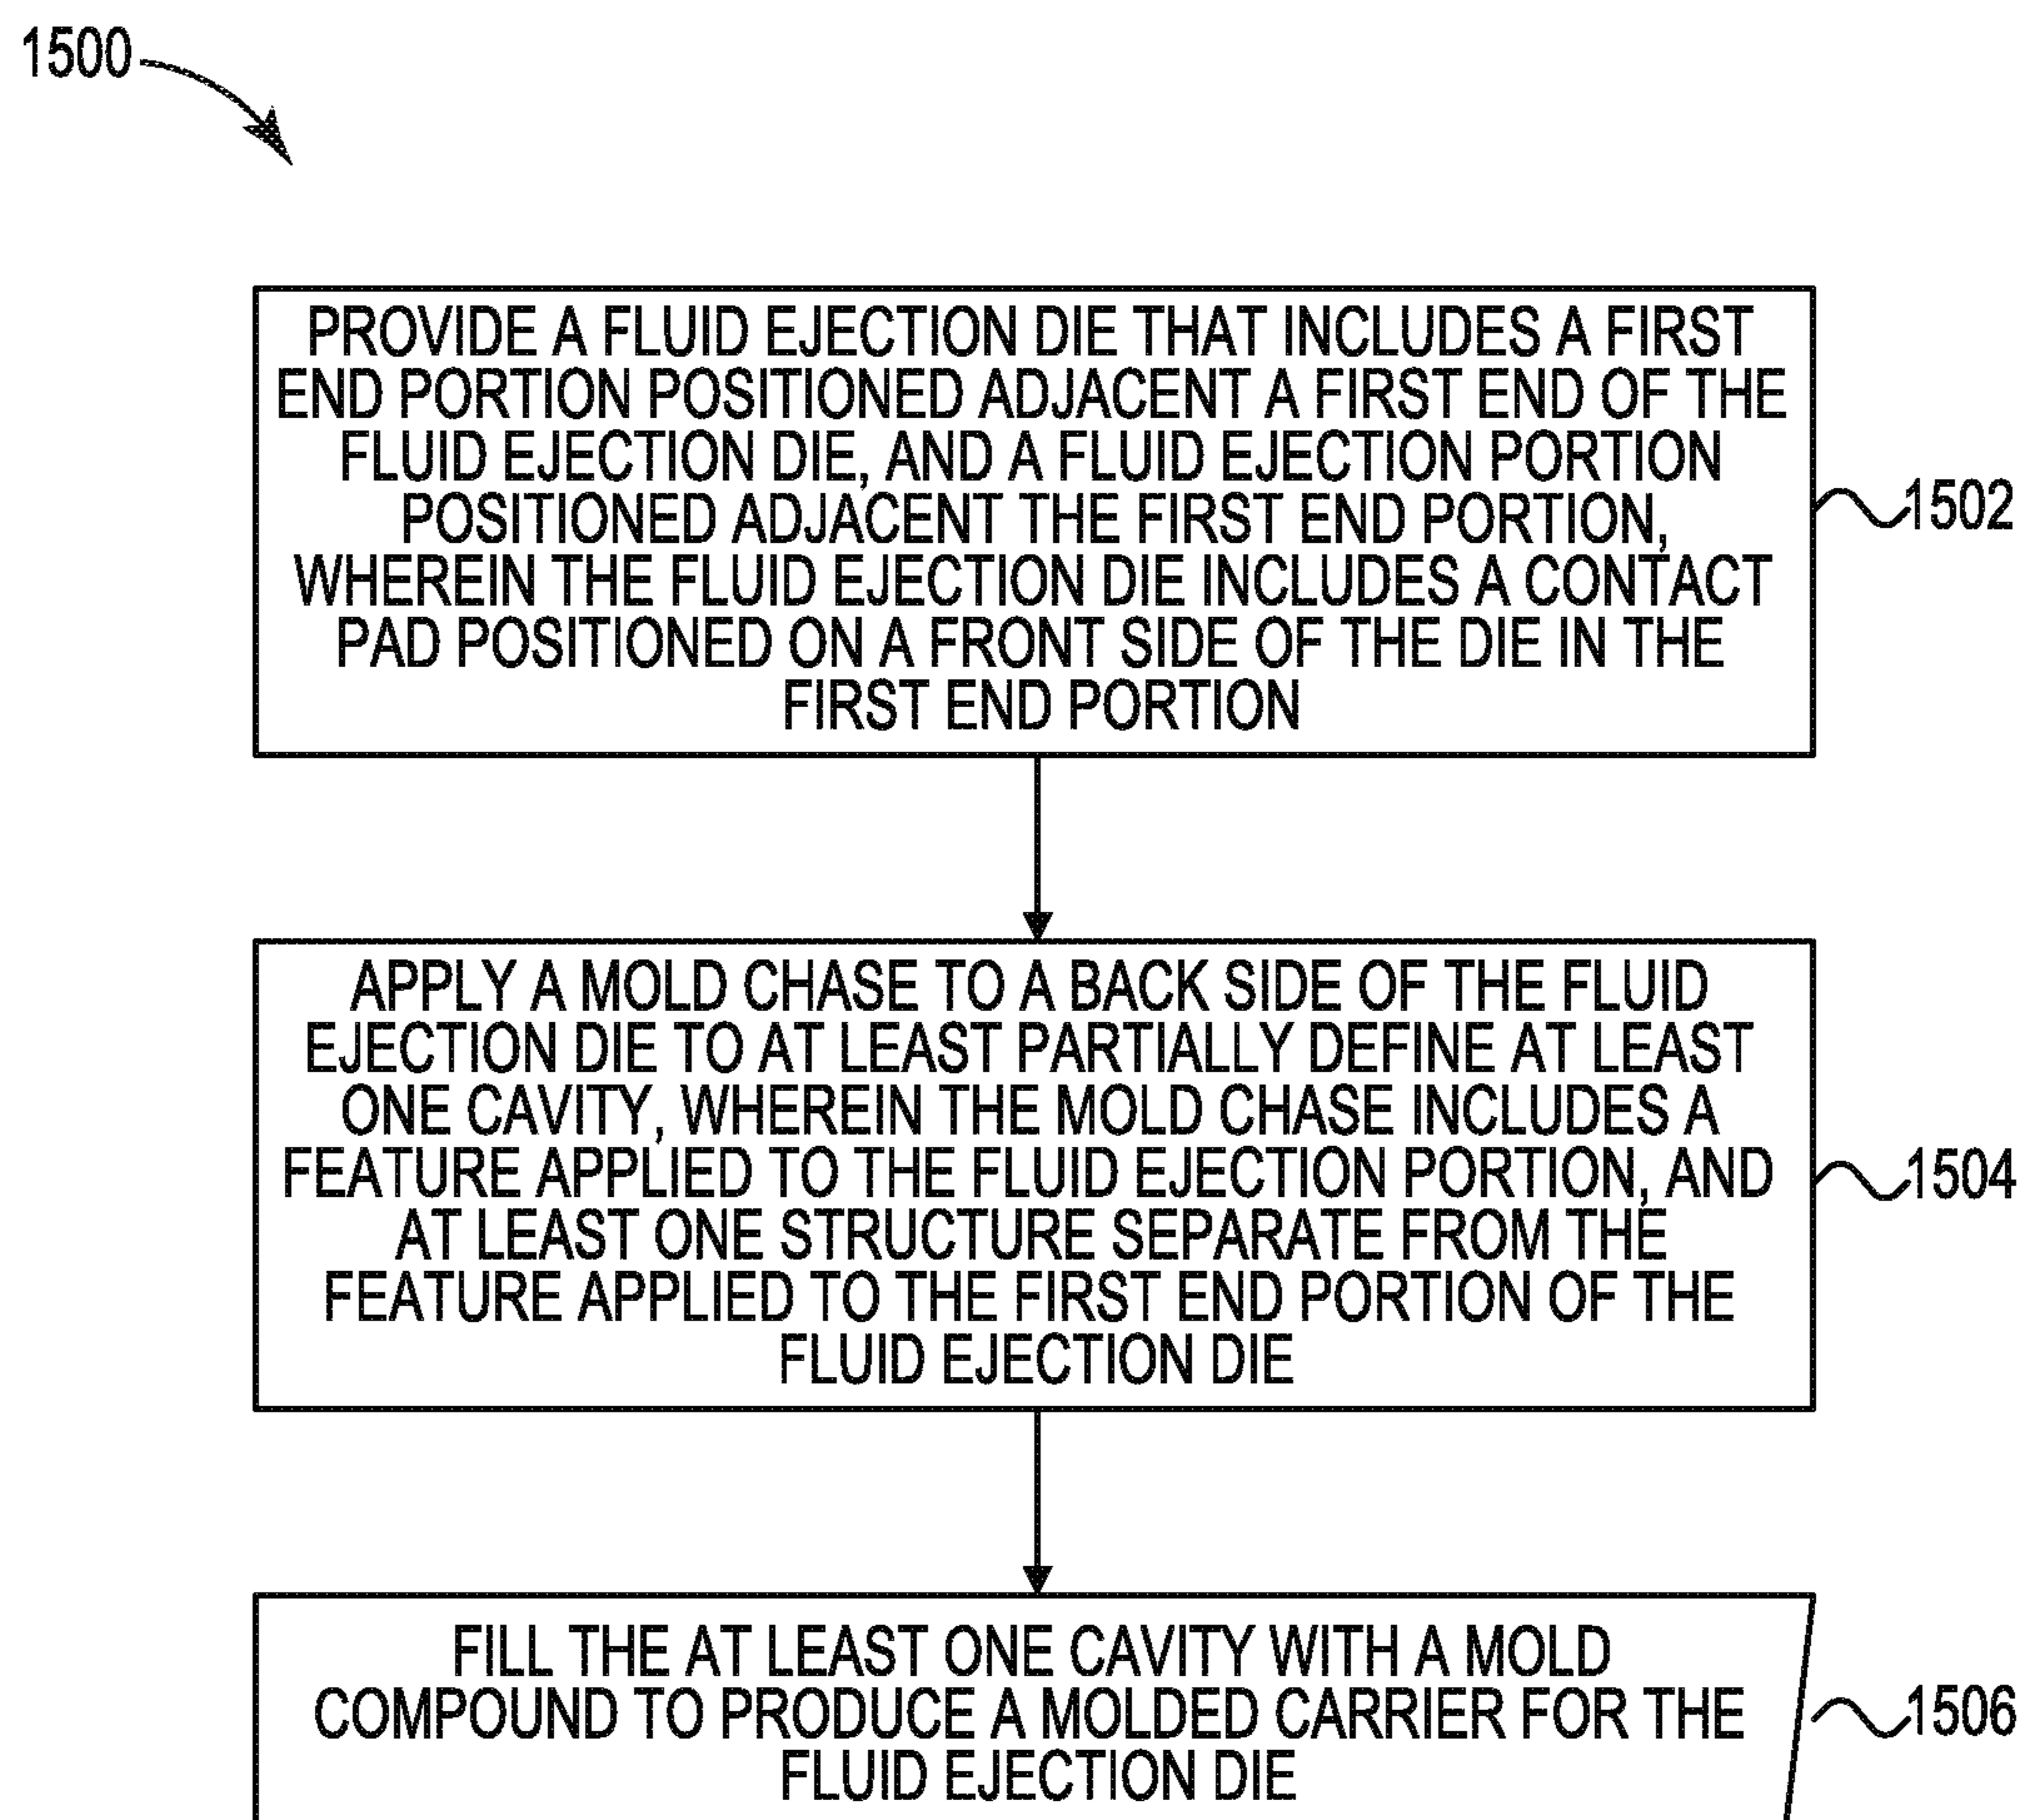 1500
PROVIDE A FLUID EJECTION DIE THAT INCLUDES A FIRST
END PORTION POSITIONED ADJACENT A FIRST END OF THE
FLUID EJECTION DIE, AND A FLUID EJECTION PORTION
POSITIONED ADJACENT THE FIRST END PORTION,
WHEREIN THE FLUID EJECTION DIE INCLUDES A CONTACT
PAD POSITIONED ON A FRONT SIDE OF THE DIE IN THE
FIRST END PORTION
1502
APPLY A MOLD CHASE TO A BACK SIDE OF THE FLUID
EJECTION DIE TO AT LEAST PARTIALLY DEFINE AT LEAST
ONE CAVITY, WHEREIN THE MOLD CHASE INCLUDES A
FEATURE APPLIED TO THE FLUID EJECTION PORTION, AND
AT LEAST ONE STRUCTURE SEPARATE FROM THE
FEATURE APPLIED TO THE FIRST END PORTION OF THE
FLUID EJECTION DIE
1504
FILL THE AT LEAST ONE CAVITY WITH A MOLD
COMPOUND TO PRODUCE A MOLDED CARRIER FOR THE
FLUID EJECTION DIE
1506